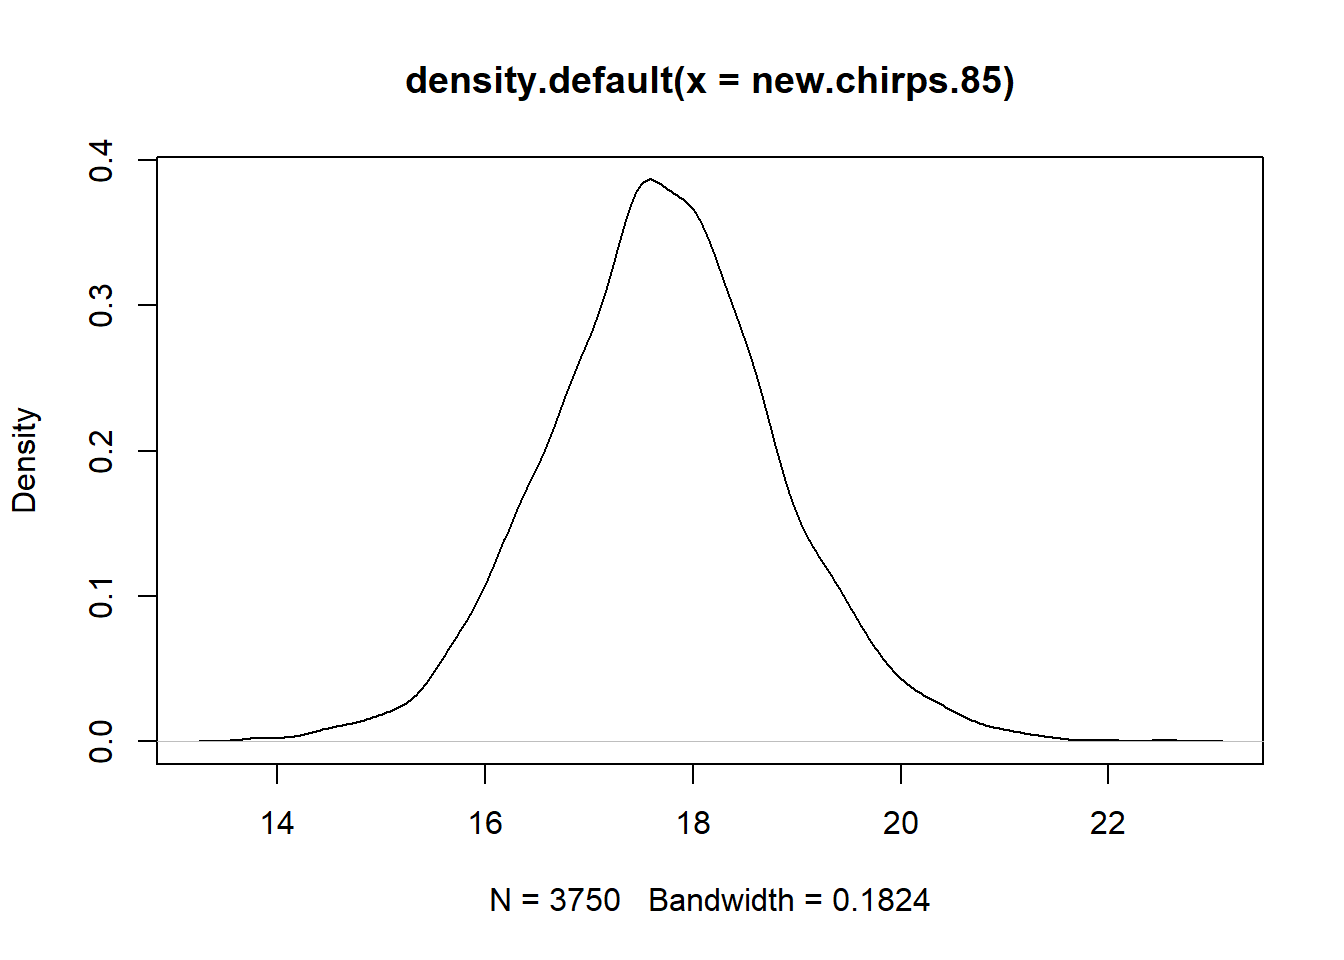 density.default(x = new.chirps.85)
Density
0.4
0.3
0.2
0.1
0.0
14 16 18 20 22
N = 3750 Bandwidth = 0.1824